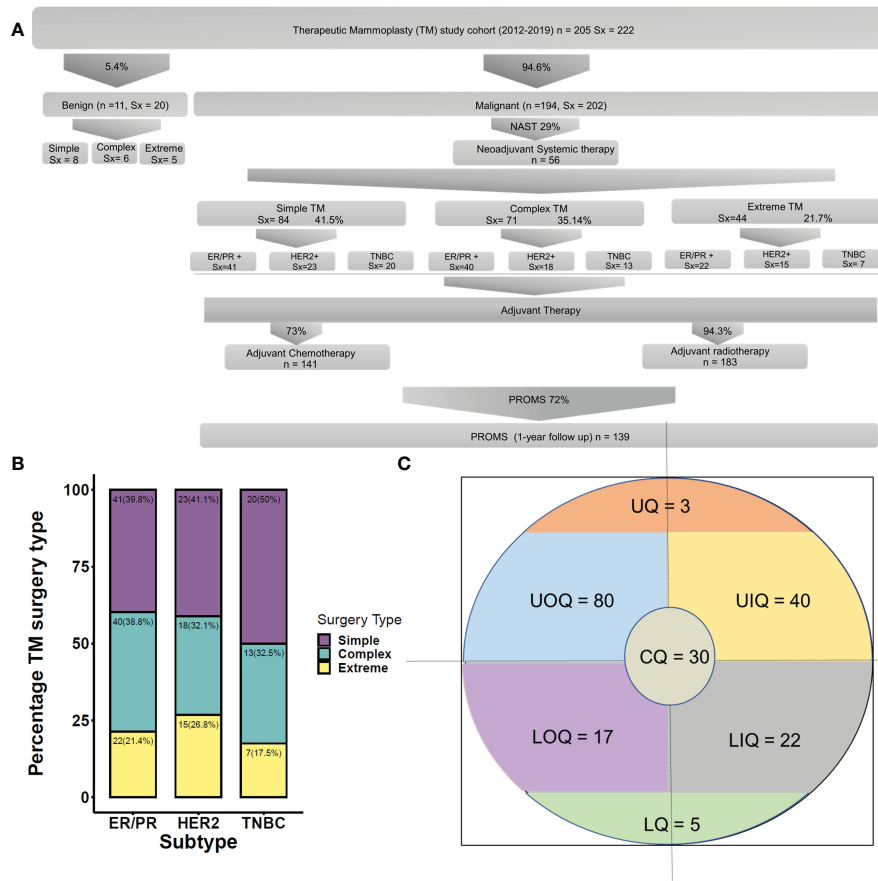 A
Therapeutic Mammoplasty (TM) study cohort (2012-2019) n = 205 Sx = 222
5.4%
94.6%
Benign (n =11, Sx = 20)
Malignant (n =194, Sx = 202)
NAST 29%
Simple
Sx = 8
Complex
Sx= 6
Extreme
Sx= 5
Neoadjuvant Systemic therapy
n = 56
Simple TM
Sx= 84 41.5%
Complex TM
Sx= 71 35.14%
Extreme TM
Sx=44 21.7%
ER/PR +
Sx=41
HER2+
Sx=23
TNBC
Sx= 20
ER/PR +
Sx=40
HER2+
Sx=18
TNBC
Sx= 13
ER/PR +
Sx=22
HER2+
Sx=15
TNBC
Sx= 7
Adjuvant Therapy
73%
94.3%
Adjuvant Chemotherapy
n = 141
Adjuvant radiotherapy
n = 183
PROMS 72%
PROMS (1-year follow up) n = 139
B
Percentage TM surgery type
100
75
50
25
0
41(39.8%)
23(41.1%)
20(50%)
40(38.8%)
18(32.1%)
13(32.5%)
22(21.4%)
15(26.8%)
7(17.5%)
ER/PR
HER2
TNBC
Subtype
Surgery Type
Simple
Complex
Extreme
C
UQ = 3
UOQ = 80
UIQ = 40
CQ = 30
LOQ = 17
LIQ = 22
LQ = 5